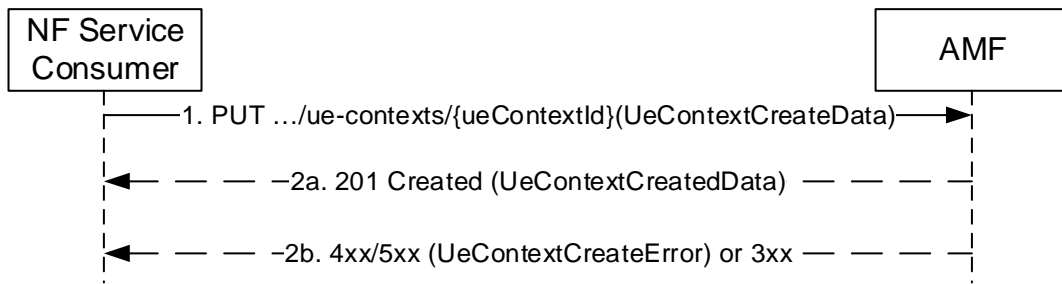 NF Service
Consumer
AMF
1. PUT …/ue-contexts/{ueContextId}(UeContextCreateData)
2a. 201 Created (UeContextCreatedData)
2b. 4xx/5xx (UeContextCreateError) or 3xx